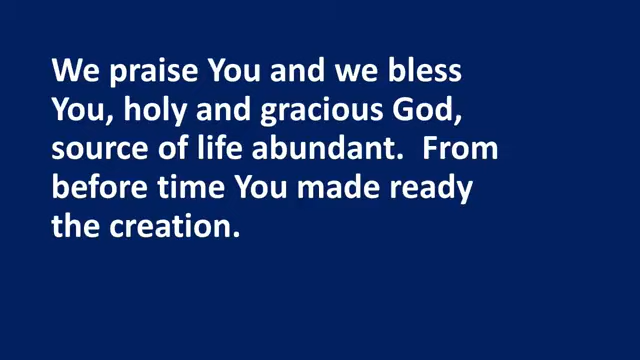 We praise You and we bless
You, holy and gracious God,
source of life abundant.  From
before time You made ready
the creation.